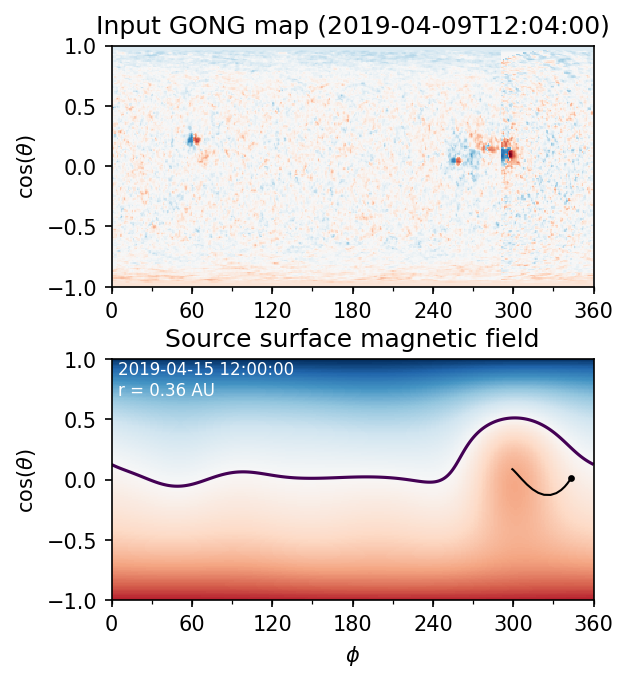 Input GONG map (2019-04-09T12:04:00)
1.0
0.5
0.0
−0.5
−1.0
cos(θ)
0 60 120 180 240 300 360
Source surface magnetic field
2019-04-15 12:00:00
r = 0.36 AU
1.0
0.5
0.0
−0.5
−1.0
cos(θ)
0 60 120 180 240 300 360
ϕ